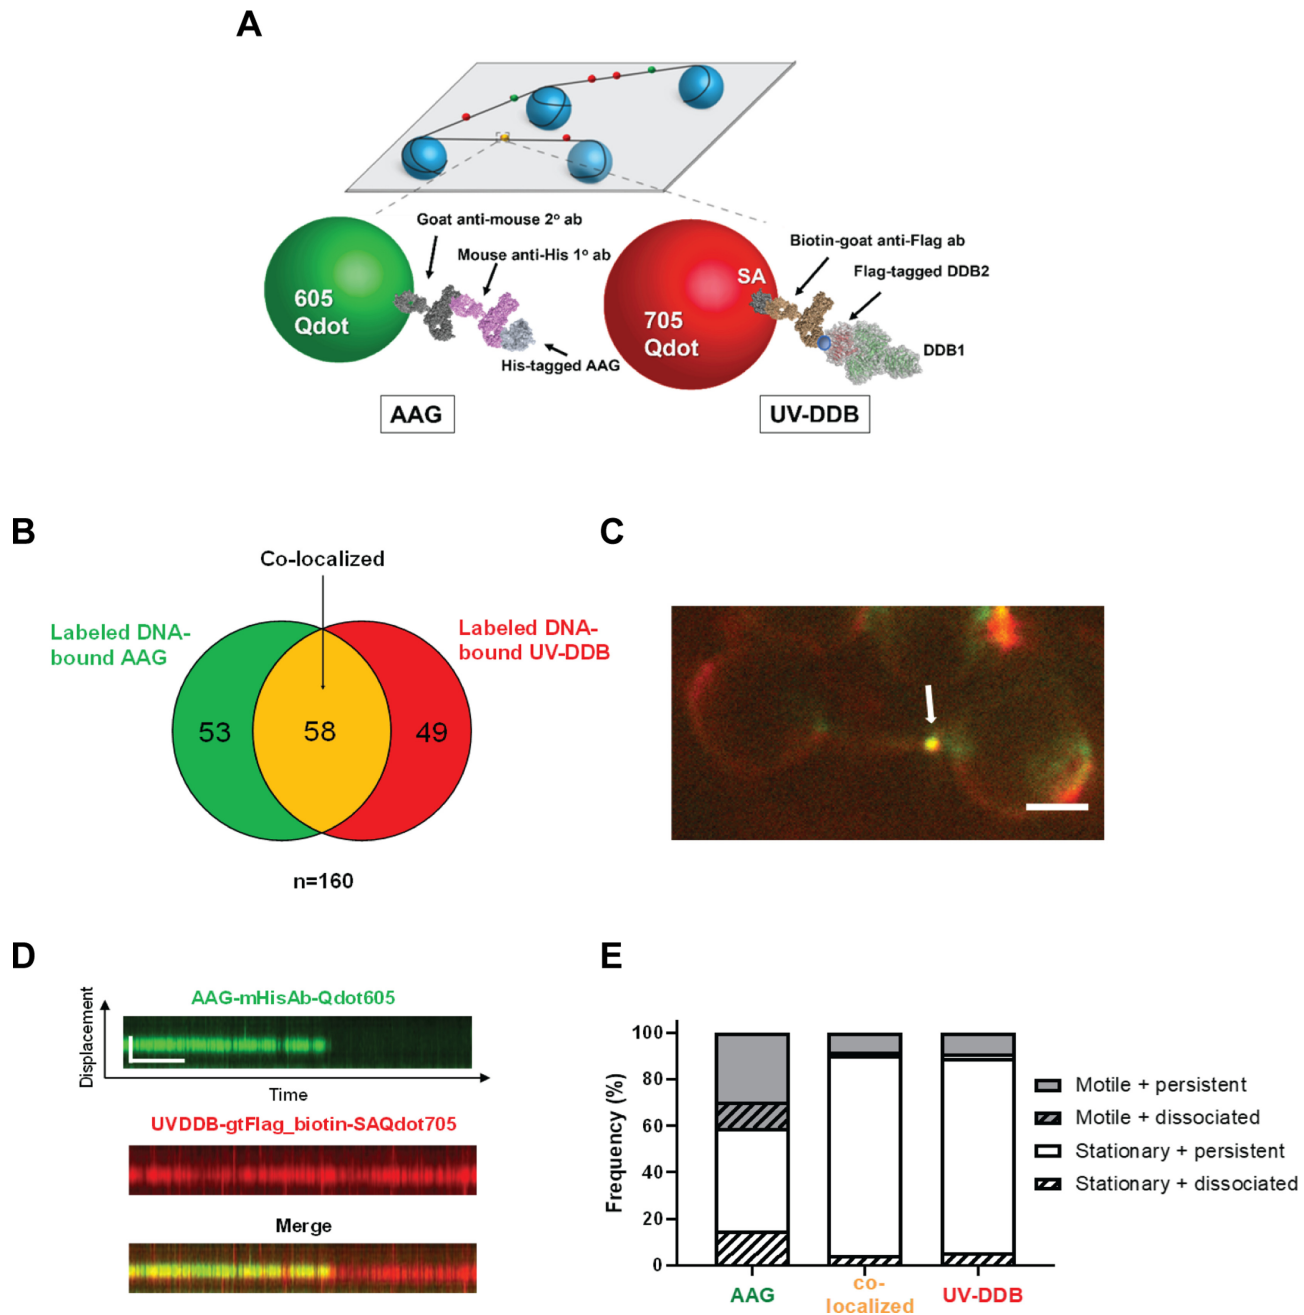 A
Goat anti-mouse 2º ab
Mouse anti-His 1º ab
605
Qdot
His-tagged AAG
AAG
Biotin-goat anti-Flag ab
Flag-tagged DDB2
SA
705
Qdot
DDB1
UV-DDB
B
Co-localized
Labeled DNA-
bound AAG
Labeled DNA-
bound UV-DDB
53
58
49
n=160
C
D
AAG-mHisAb-Qdot605
Displacement
Time
UVDDB-gtFlag_biotin-SAQdot705
Merge
E
Frequency (%)
100
80
60
40
20
0
AAG
co-
localized
UV-DDB
Motile + persistent
Motile + dissociated
Stationary + persistent
Stationary + dissociated